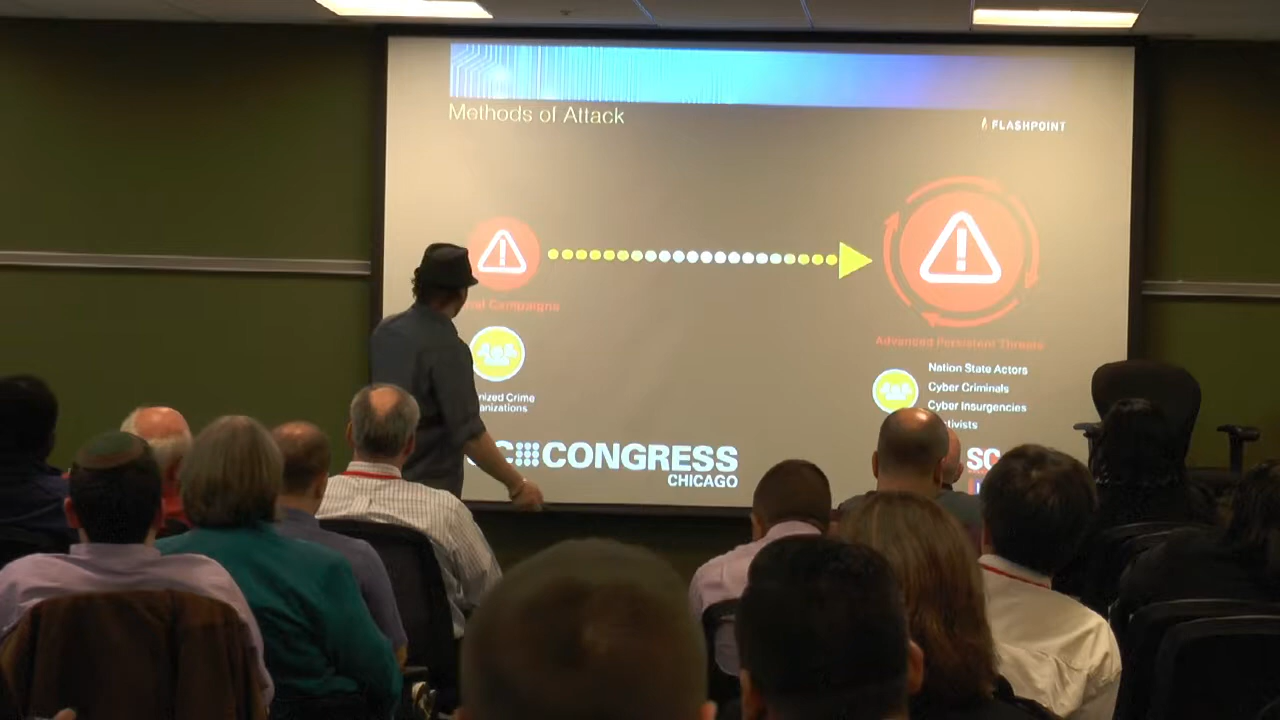 Methods of Attack
FLASHPOINT
Campaigns
Advanced Persistent Threats
Nation State Actors
Cyber Criminals
Cyber Insurgencies
nized Crime
anizations
CONGRESS
CHICAGO
SC